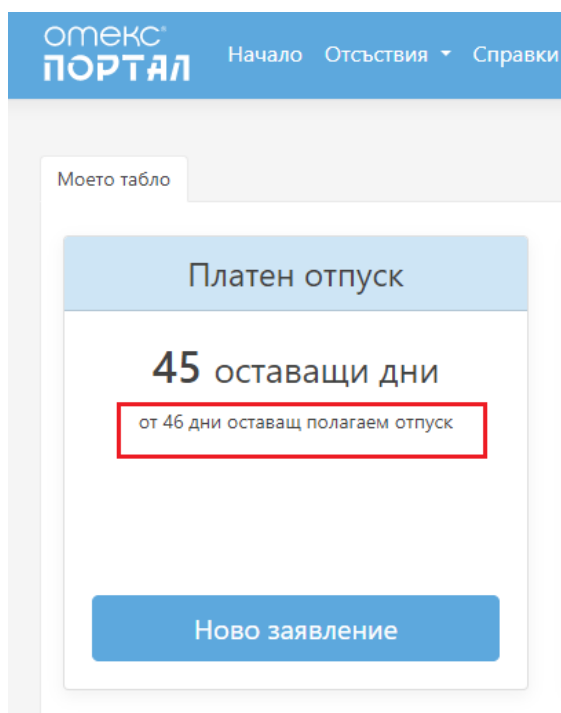 омекс®
ПОРТАЛ
Начало Отсъствия Справки
Моето табло
Платен отпуск
45 оставащи дни
от 46 дни оставащ полагаем отпуск
Ново заявление